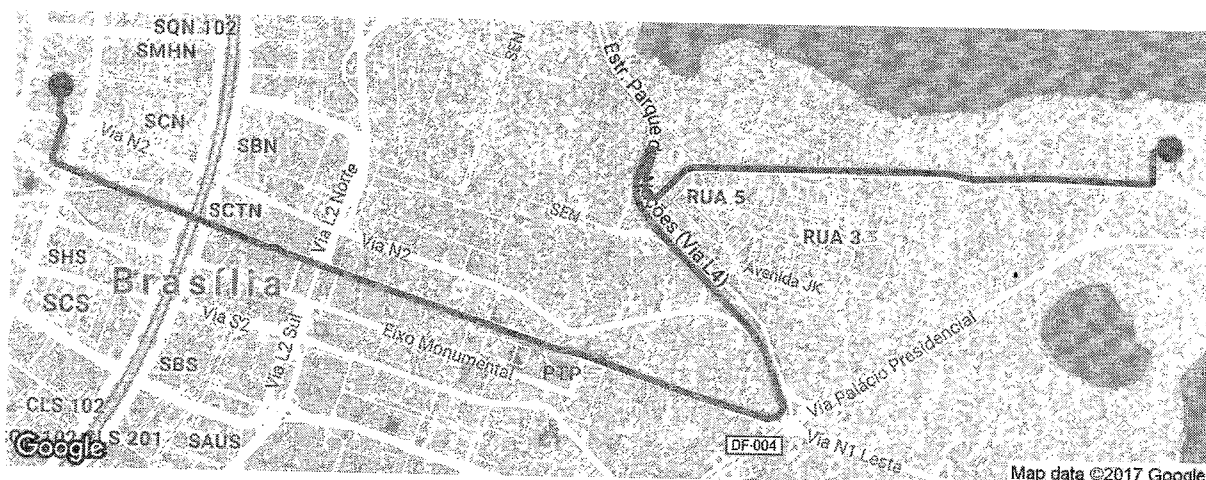 SQN 102
SMHN
SEN
Estr. Parque d
SCN
Via N2
SBN
Via L2 Norte
SCTN
RUA 5
SEN
Nações (Via L4)
RUA 3
Via N2
SHS
Brasília
Avenida JK
SCS
Via S2
Via L2 Sul
Eixo Monumental
PTP
SBS
Via Palácio Presidencial
CLS 102
201
SAUS
Google
DF-004
Via N1 Leste
Map data ©2017 Google